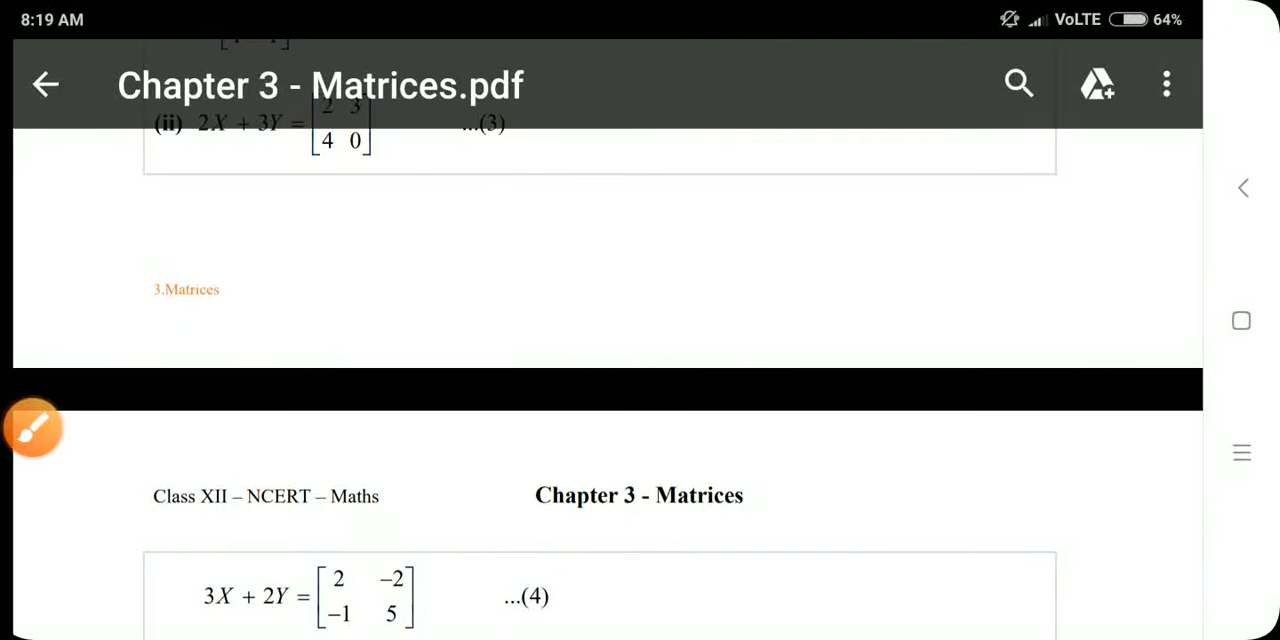 8:19 AM VoLTE 64%
Chapter 3 - Matrices.pdf
(ii) 2X + 3Y = [2 3
4 0] ...(3)
3.Matrices
Class XII – NCERT – Maths Chapter 3 - Matrices
3X + 2Y = [2 –2
–1 5] ...(4)